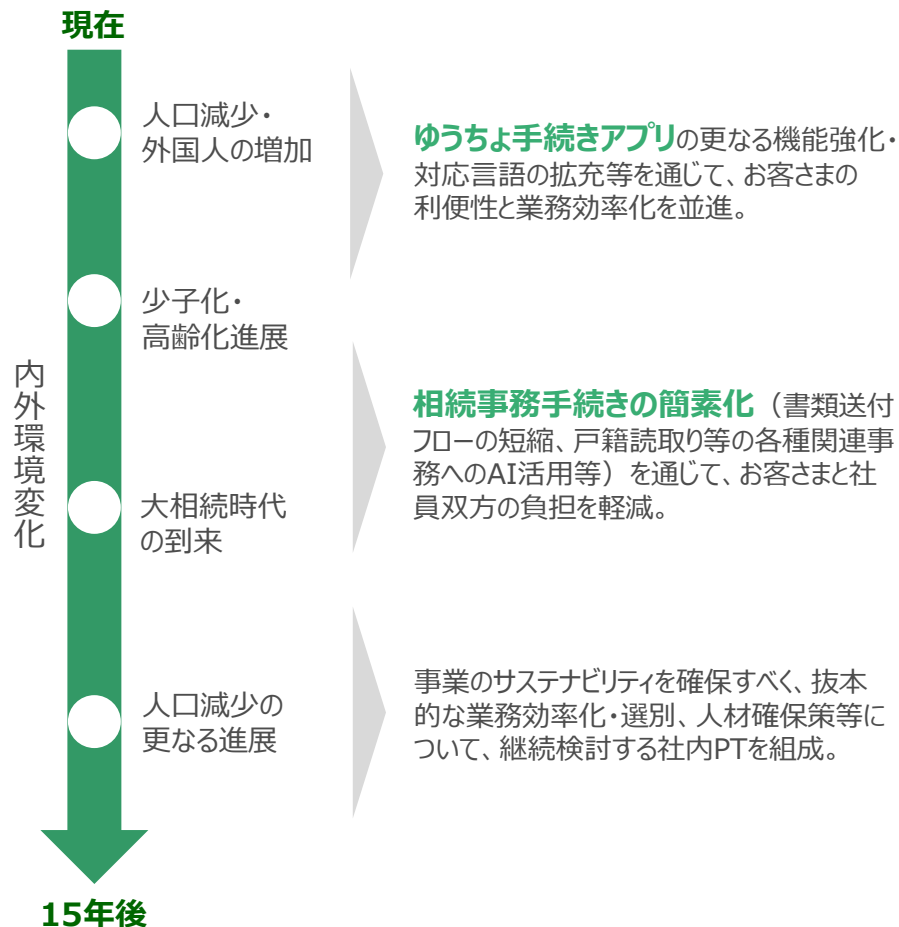 現在
内外環境変化
人口減少・
外国人の増加
ゆうちょ手続きアプリの更なる機能強化・
対応言語の拡充等を通じて、お客さまの
利便性と業務効率化を並進。
少子化・
高齢化進展
大相続時代
の到来
相続事務手続きの簡素化（書類送付
フローの短縮、戸籍読取り等の各種関連事
務へのAI活用等）を通じて、お客さまと社
員双方の負担を軽減。
人口減少の
更なる進展
事業のサステナビリティを確保すべく、抜本
的な業務効率化・選別、人材確保策等に
ついて、継続検討する社内PTを組成。
15年後